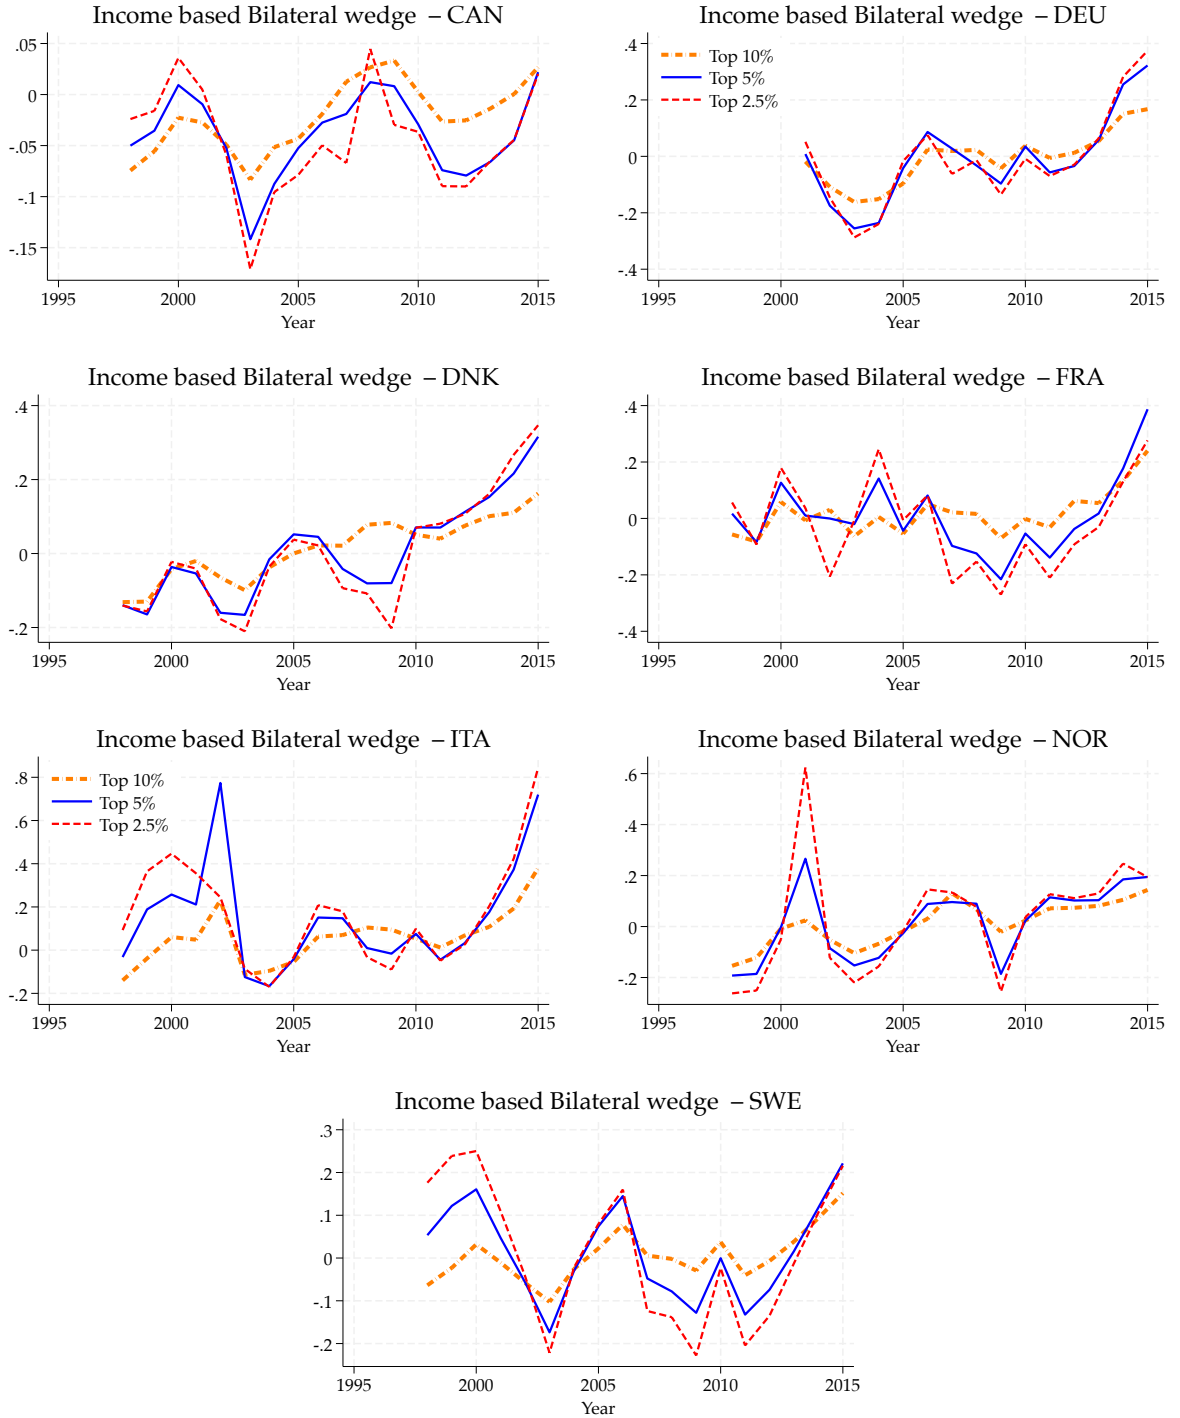 Income based Bilateral wedge – CAN
.05
0
-.05
-.1
-.15
1995 2000 2005 2010 2015
Year
Income based Bilateral wedge – DEU
.4
.2
0
-.2
-.4
Top 10%
Top 5%
Top 2.5%
1995 2000 2005 2010 2015
Year
Income based Bilateral wedge – DNK
.4
.2
0
-.2
1995 2000 2005 2010 2015
Year
Income based Bilateral wedge – FRA
.4
.2
0
-.2
-.4
1995 2000 2005 2010 2015
Year
Income based Bilateral wedge – ITA
.8
.6
.4
.2
0
-.2
Top 10%
Top 5%
Top 2.5%
1995 2000 2005 2010 2015
Year
Income based Bilateral wedge – NOR
.6
.4
.2
0
-.2
1995 2000 2005 2010 2015
Year
Income based Bilateral wedge – SWE
.3
.2
.1
0
-.1
-.2
1995 2000 2005 2010 2015
Year